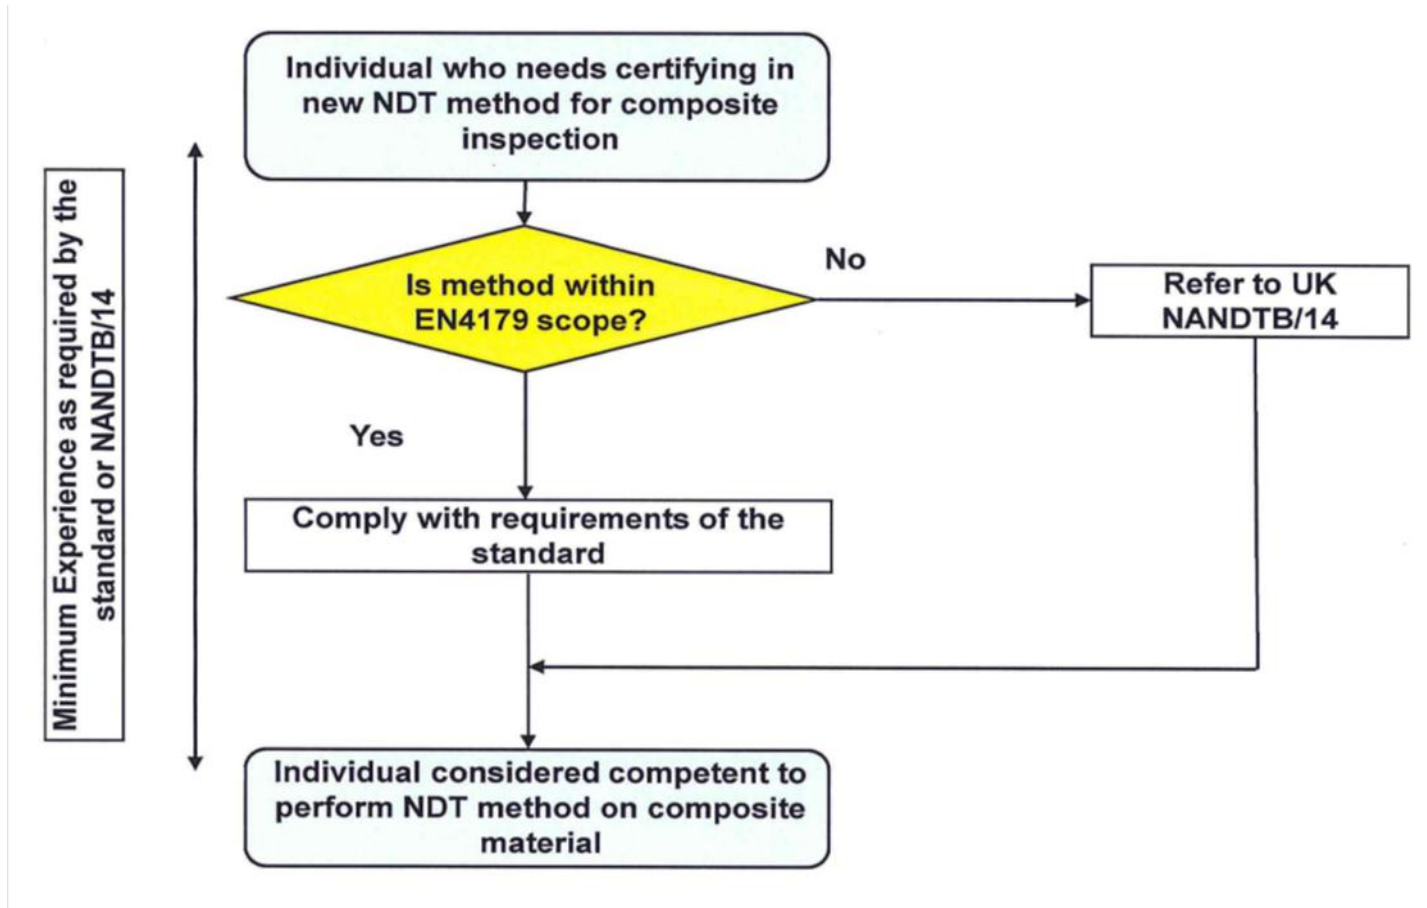 Individual who needs certifying in
new NDT method for composite
inspection
Is method within
EN4179 scope?
No
Refer to UK
NANDTB/14
Yes
Comply with requirements of the
standard
Individual considered competent to
perform NDT method on composite
material
Minimum Experience as required by the
standard or NANDTB/14